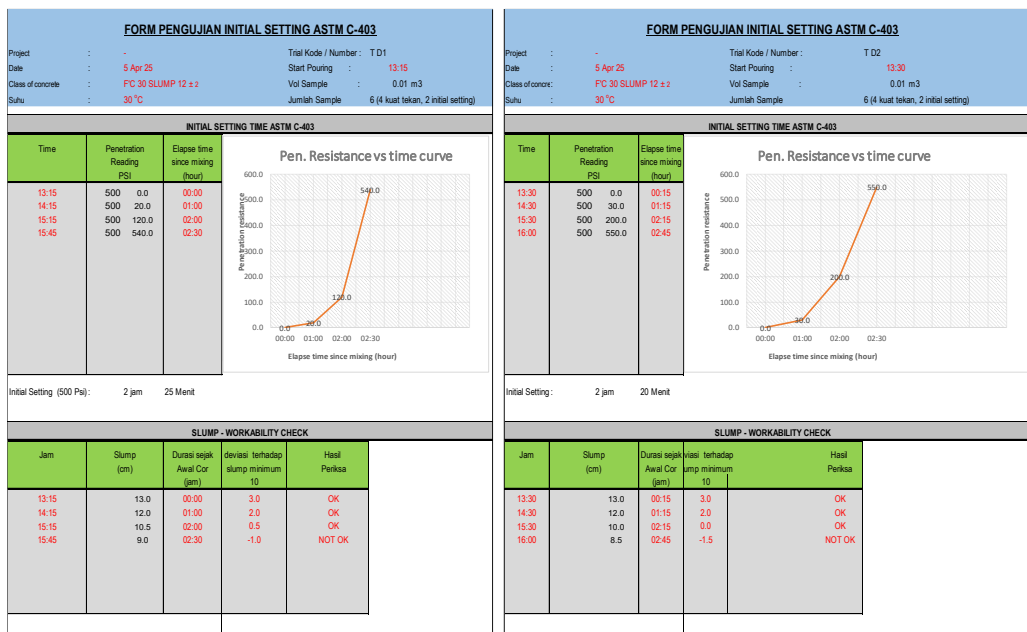 FORM PENGUJIAN INITIAL SETTING ASTM C-403
Project : - Trial Kode / Number : T D1
Date : 5 Apr 25 Start Pouring : 13:15
Class of concrete : F'C 30 SLUMP 12 ± 2 Vol Sample : 0.01 m3
Suhu : 30 °C Jumlah Sample 6 (4 kuat tekan, 2 initial setting)
INITIAL SETTING TIME ASTM C-403
Time Penetration Elapse time
Reading since mixing
PSI (hour)
13:15 500 0.0 00:00
14:15 500 20.0 01:00
15:15 500 120.0 02:00
15:45 500 540.0 02:30
Pen. Resistance vs time curve
Penetration resistance
600.0
500.0
400.0
300.0
200.0
100.0
0.0
0.0
20.0
120.0
540.0
00:00 01:00 02:00 02:30
Elapse time since mixing (hour)
Initial Setting (500 Psi) : 2 jam 25 Menit
SLUMP - WORKABILITY CHECK
Jam Slump Durasi sejak deviasi terhadap Hasil
(cm) Awal Cor slump minimum Periksa
(jam) 10
13:15 13.0 00:00 3.0 OK
14:15 12.0 01:00 2.0 OK
15:15 10.5 02:00 0.5 OK
15:45 9.0 02:30 -1.0 NOT OK
FORM PENGUJIAN INITIAL SETTING ASTM C-403
Project : - Trial Kode / Number : T D2
Date : 5 Apr 25 Start Pouring : 13:30
Class of concre : F'C 30 SLUMP 12 ± 2 Vol Sample : 0.01 m3
Suhu : 30 °C Jumlah Sample 6 (4 kuat tekan, 2 initial setting)
INITIAL SETTING TIME ASTM C-403
Time Penetration Elapse time
Reading since mixing
PSI (hour)
13:30 500 0.0 00:15
14:30 500 30.0 01:15
15:30 500 200.0 02:15
16:00 500 550.0 02:45
Pen. Resistance vs time curve
Penetration resistance
600.0
500.0
400.0
300.0
200.0
100.0
0.0
0.0
30.0
200.0
550.0
00:00 01:00 02:00 02:30
Elapse time since mixing (hour)
Initial Setting : 2 jam 20 Menit
SLUMP - WORKABILITY CHECK
Jam Slump Durasi sejak viasi terhadap Hasil
(cm) Awal Cor ump minimum Periksa
(jam) 10
13:30 13.0 00:15 3.0 OK
14:30 12.0 01:15 2.0 OK
15:30 10.0 02:15 0.0 OK
16:00 8.5 02:45 -1.5 NOT OK